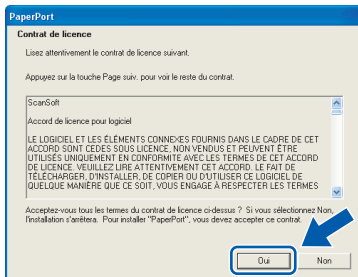 PaperPort
Contrat de licence
Lisez attentivement le contrat de licence suivant.
Appuyez sur la touche Page suiv. pour voir le reste du contrat.
ScanSoft
Accord de licence pour logiciel
LE LOGICIEL ET LES ÉLÉMENTS CONNEXES FOURNIS DANS LE CADRE DE CET
ACCORD SONT CEDES SOUS LICENCE, NON VENDUS ET PEUVENT ÊTRE
UTILISÉS UNIQUEMENT EN CONFORMITE AVEC LES TERMES DE CET ACCORD
DE LICENCE. VEUILLEZ LIRE ATTENTIVEMENT CET ACCORD. LE FAIT DE
TÉLÉCHARGER, D'INSTALLER, DE COPIER OU D'UTILISER CE LOGICIEL DE
QUELQUE MANIÈRE QUE CE SOIT, VOUS ENGAGE À RESPECTER LES TERMES
Acceptez-vous tous les termes du contrat de licence ci-dessus ? Si vous sélectionnez Non,
l'installation s'arrêtera. Pour installer "PaperPort", vous devez accepter ce contrat.
Oui
Non